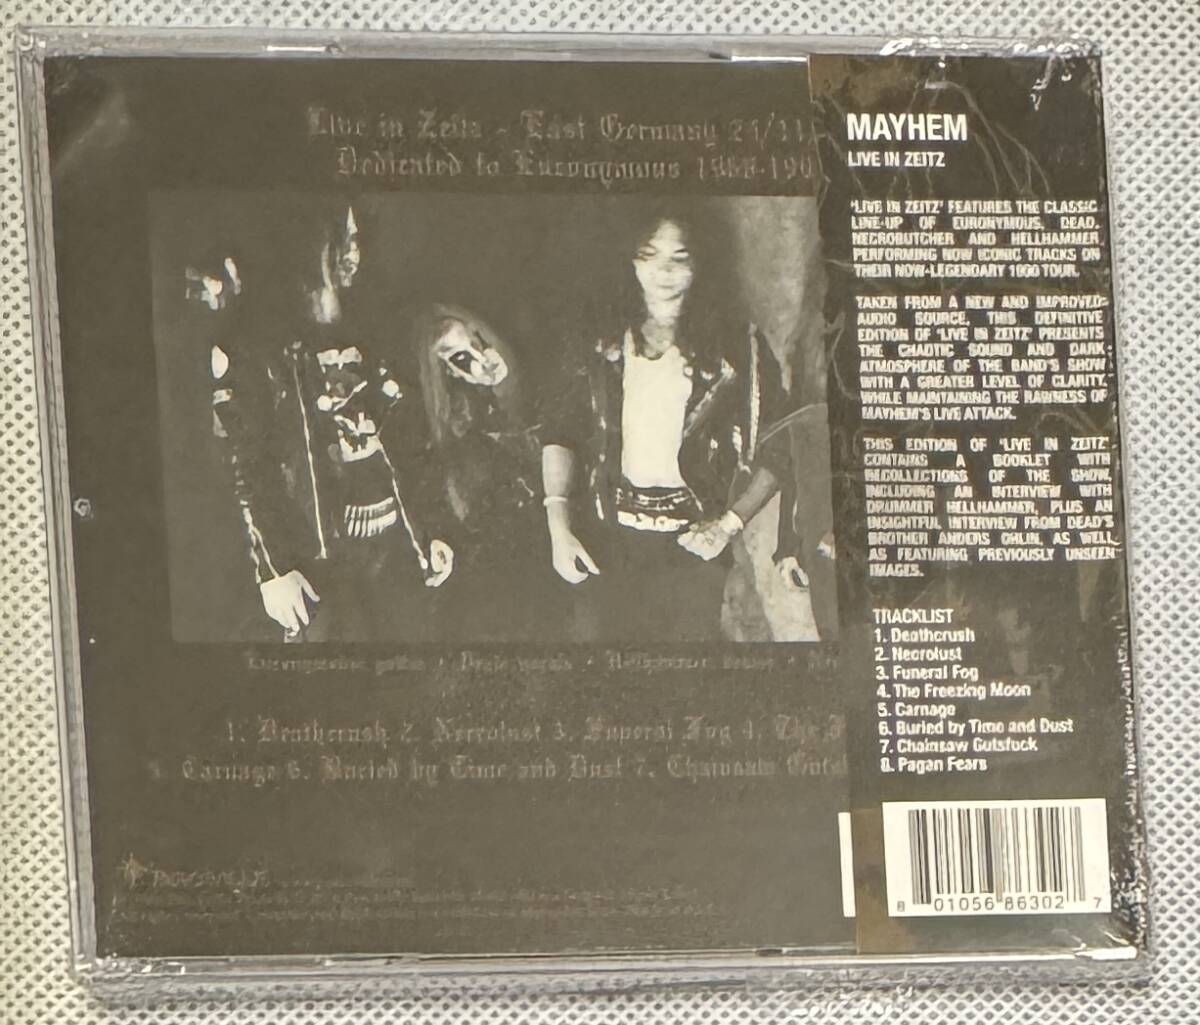 Live in Zeitz - East Germany 24/11/
Dedicated to Euronymous 1968-199
Euronymous guitar · Dead vocals · Necrobutcher bass ·
1. Deathcrush 2. Necrolust 3. Funeral Fog 4. The F
5. Carnage 6. Buried by Time and Dust 7. Chainsaw Guts
PEACEVILLE
MAYHEM
LIVE IN ZEITZ
'LIVE IN ZEITZ' FEATURES THE CLASSIC
LINE-UP OF EURONYMOUS, DEAD,
NECROBUTCHER AND HELLHAMMER,
PERFORMING NOW ICONIC TRACKS ON
THEIR NOW-LEGENDARY 1990 TOUR.
TAKEN FROM A NEW AND IMPROVED
AUDIO SOURCE, THIS DEFINITIVE
EDITION OF 'LIVE IN ZEITZ' PRESENTS
THE CHAOTIC SOUND AND DARK
ATMOSPHERE OF THE BAND'S SHOW
WITH A GREATER LEVEL OF CLARITY,
WHILE MAINTAINING THE RAWNESS OF
MAYHEM'S LIVE ATTACK.
THIS EDITION OF 'LIVE IN ZEITZ'
CONTAINS A BOOKLET WITH
RECOLLECTIONS OF THE SHOW,
INCLUDING AN INTERVIEW WITH
DRUMMER HELLHAMMER, PLUS AN
INSIGHTFUL INTERVIEW FROM DEAD'S
BROTHER ANDERS OHLIN, AS WELL
AS FEATURING PREVIOUSLY UNSEEN
IMAGES.
TRACKLIST
1. Deathcrush
2. Necrolust
3. Funeral Fog
4. The Freezing Moon
5. Carnage
6. Buried by Time and Dust
7. Chainsaw Gutsfuck
8. Pagan Fears
8 01056 86302 7